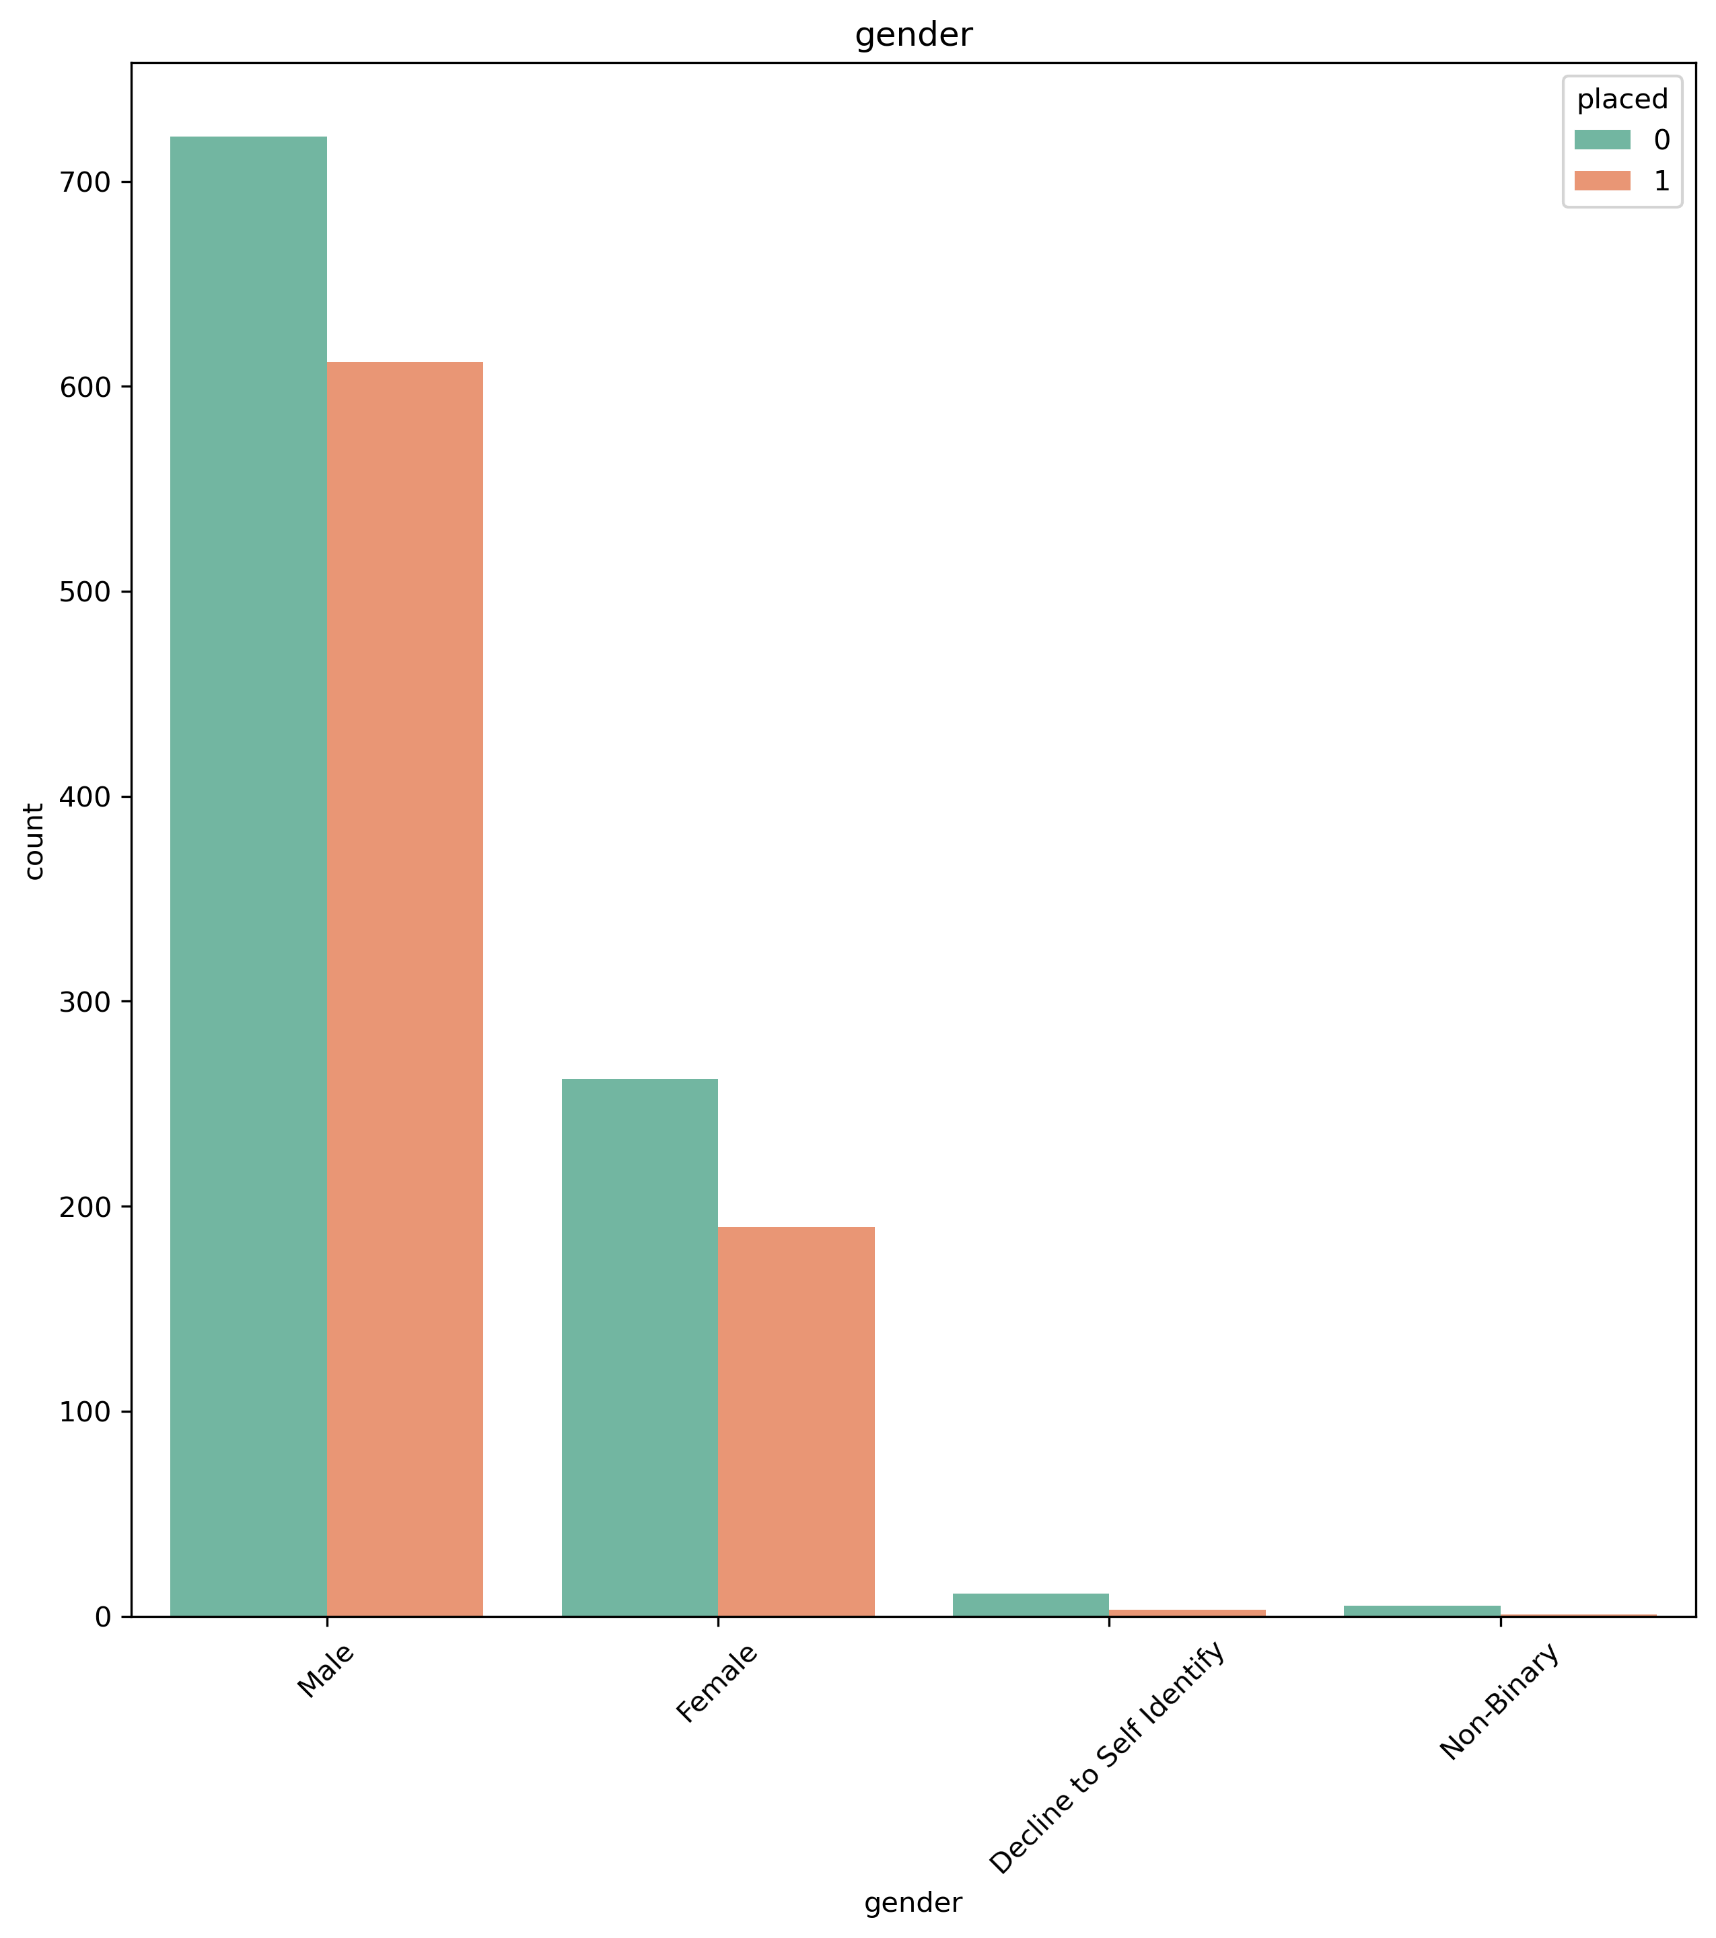 gender
placed
0
1
700
600
500
400
300
200
100
0
count
Male
Female
Decline to Self Identify
Non-Binary
gender